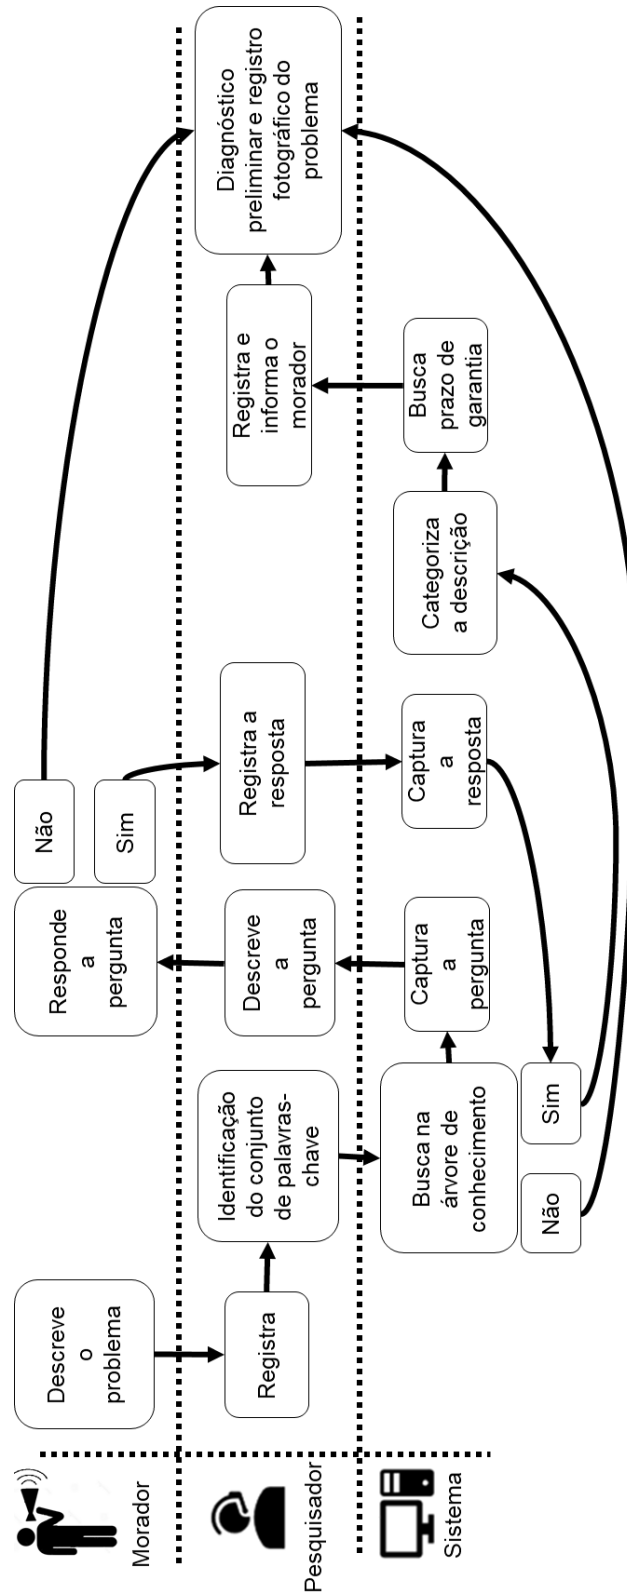 Morador
Descreve
o
problema
Responde
a
pergunta
Não
Sim
Pesquisador
Registra
Identificação
do conjunto
de palavras-
chave
Descreve
a
pergunta
Registra a
resposta
Registra e
informa o
morador
Diagnóstico
preliminar e registro
fotográfico do
problema
Sistema
Busca na
árvore de
conhecimento
Não
Sim
Captura
a
pergunta
Captura
a
resposta
Categoriza
a descrição
Busca
prazo de
garantia